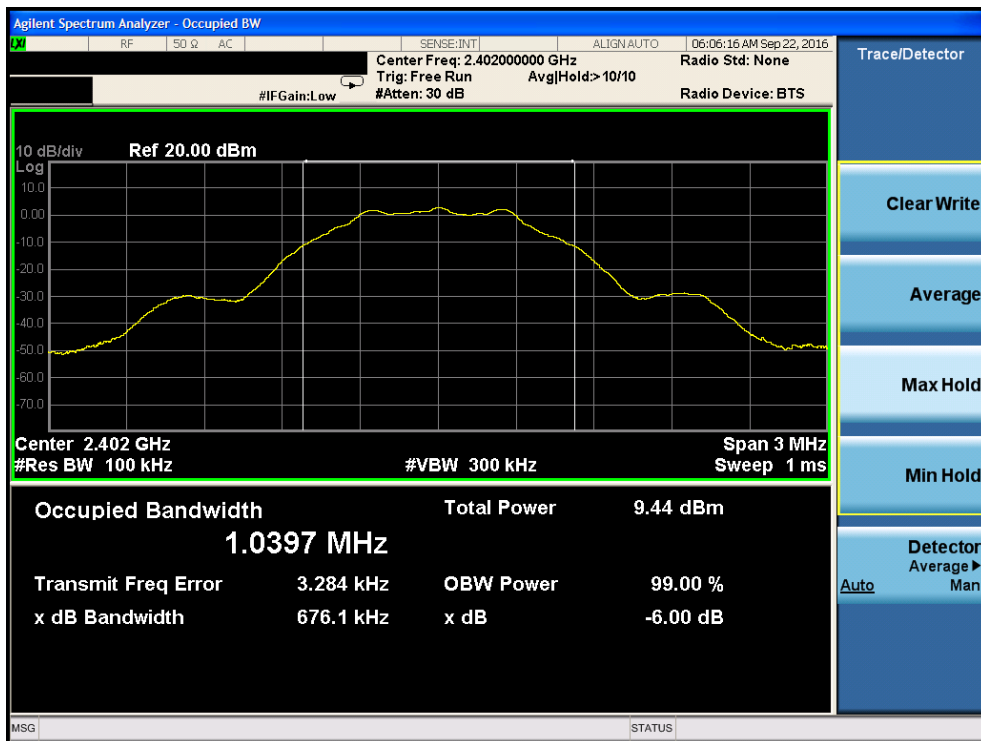 Agilent Spectrum Analyzer - Occupied BW
LXI RF 50 Ω AC SENSE:INT ALIGN AUTO 06:06:16 AM Sep 22, 2016
Center Freq: 2.402000000 GHz Radio Std: None
Trig: Free Run Avg|Hold:> 10/10
#IFGain:Low #Atten: 30 dB Radio Device: BTS
10 dB/div Ref 20.00 dBm
Log
10.0
0.00
-10.0
-20.0
-30.0
-40.0
-50.0
-60.0
-70.0
Center 2.402 GHz Span 3 MHz
#Res BW 100 kHz #VBW 300 kHz Sweep 1 ms
Occupied Bandwidth Total Power 9.44 dBm
1.0397 MHz
Transmit Freq Error 3.284 kHz OBW Power 99.00 %
x dB Bandwidth 676.1 kHz x dB -6.00 dB
MSG STATUS
Trace/Detector
Clear Write
Average
Max Hold
Min Hold
Detector
Average▶
Auto Man